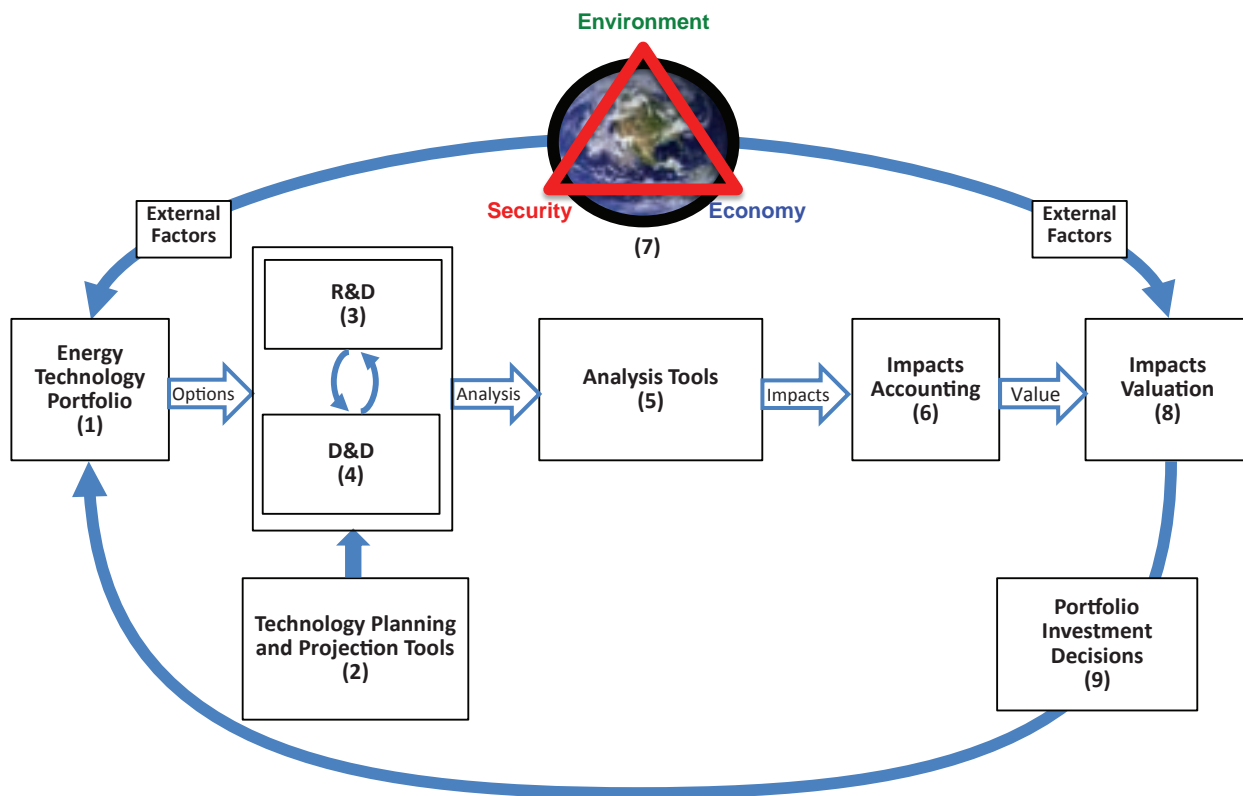 Environment
Security
Economy
(7)
External
Factors
External
Factors
Energy
Technology
Portfolio
(1)
Options
R&D
(3)
D&D
(4)
Analysis
Analysis Tools
(5)
Impacts
Impacts
Accounting
(6)
Value
Impacts
Valuation
(8)
Technology Planning
and Projection Tools
(2)
Portfolio
Investment
Decisions
(9)